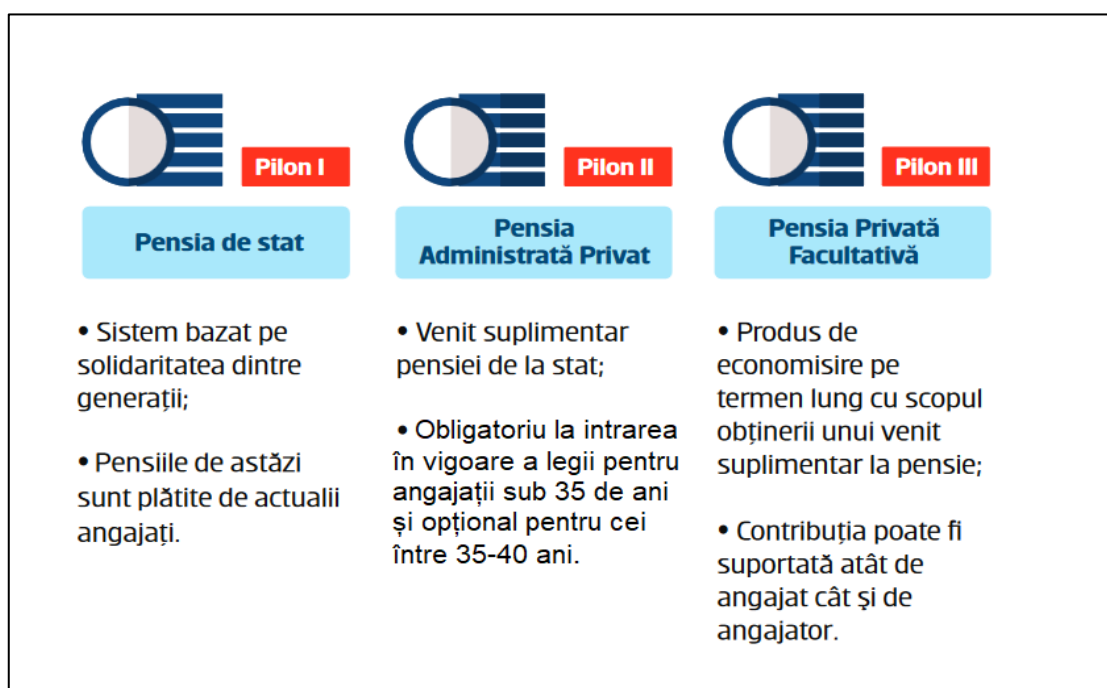 Pilon I
Pensia de stat
• Sistem bazat pe
solidaritatea dintre
generații;
• Pensiile de astăzi
sunt plătite de actualii
angajați.
Pilon II
Pensia
Administrată Privat
• Venit suplimentar
pensiei de la stat;
• Obligatoriu la intrarea
în vigoare a legii pentru
angajații sub 35 de ani
și opțional pentru cei
între 35-40 ani.
Pilon III
Pensia Privată
Facultativă
• Produs de
economisire pe
termen lung cu scopul
obținerii unui venit
suplimentar la pensie;
• Contribuția poate fi
suportată atât de
angajat cât şi de
angajator.